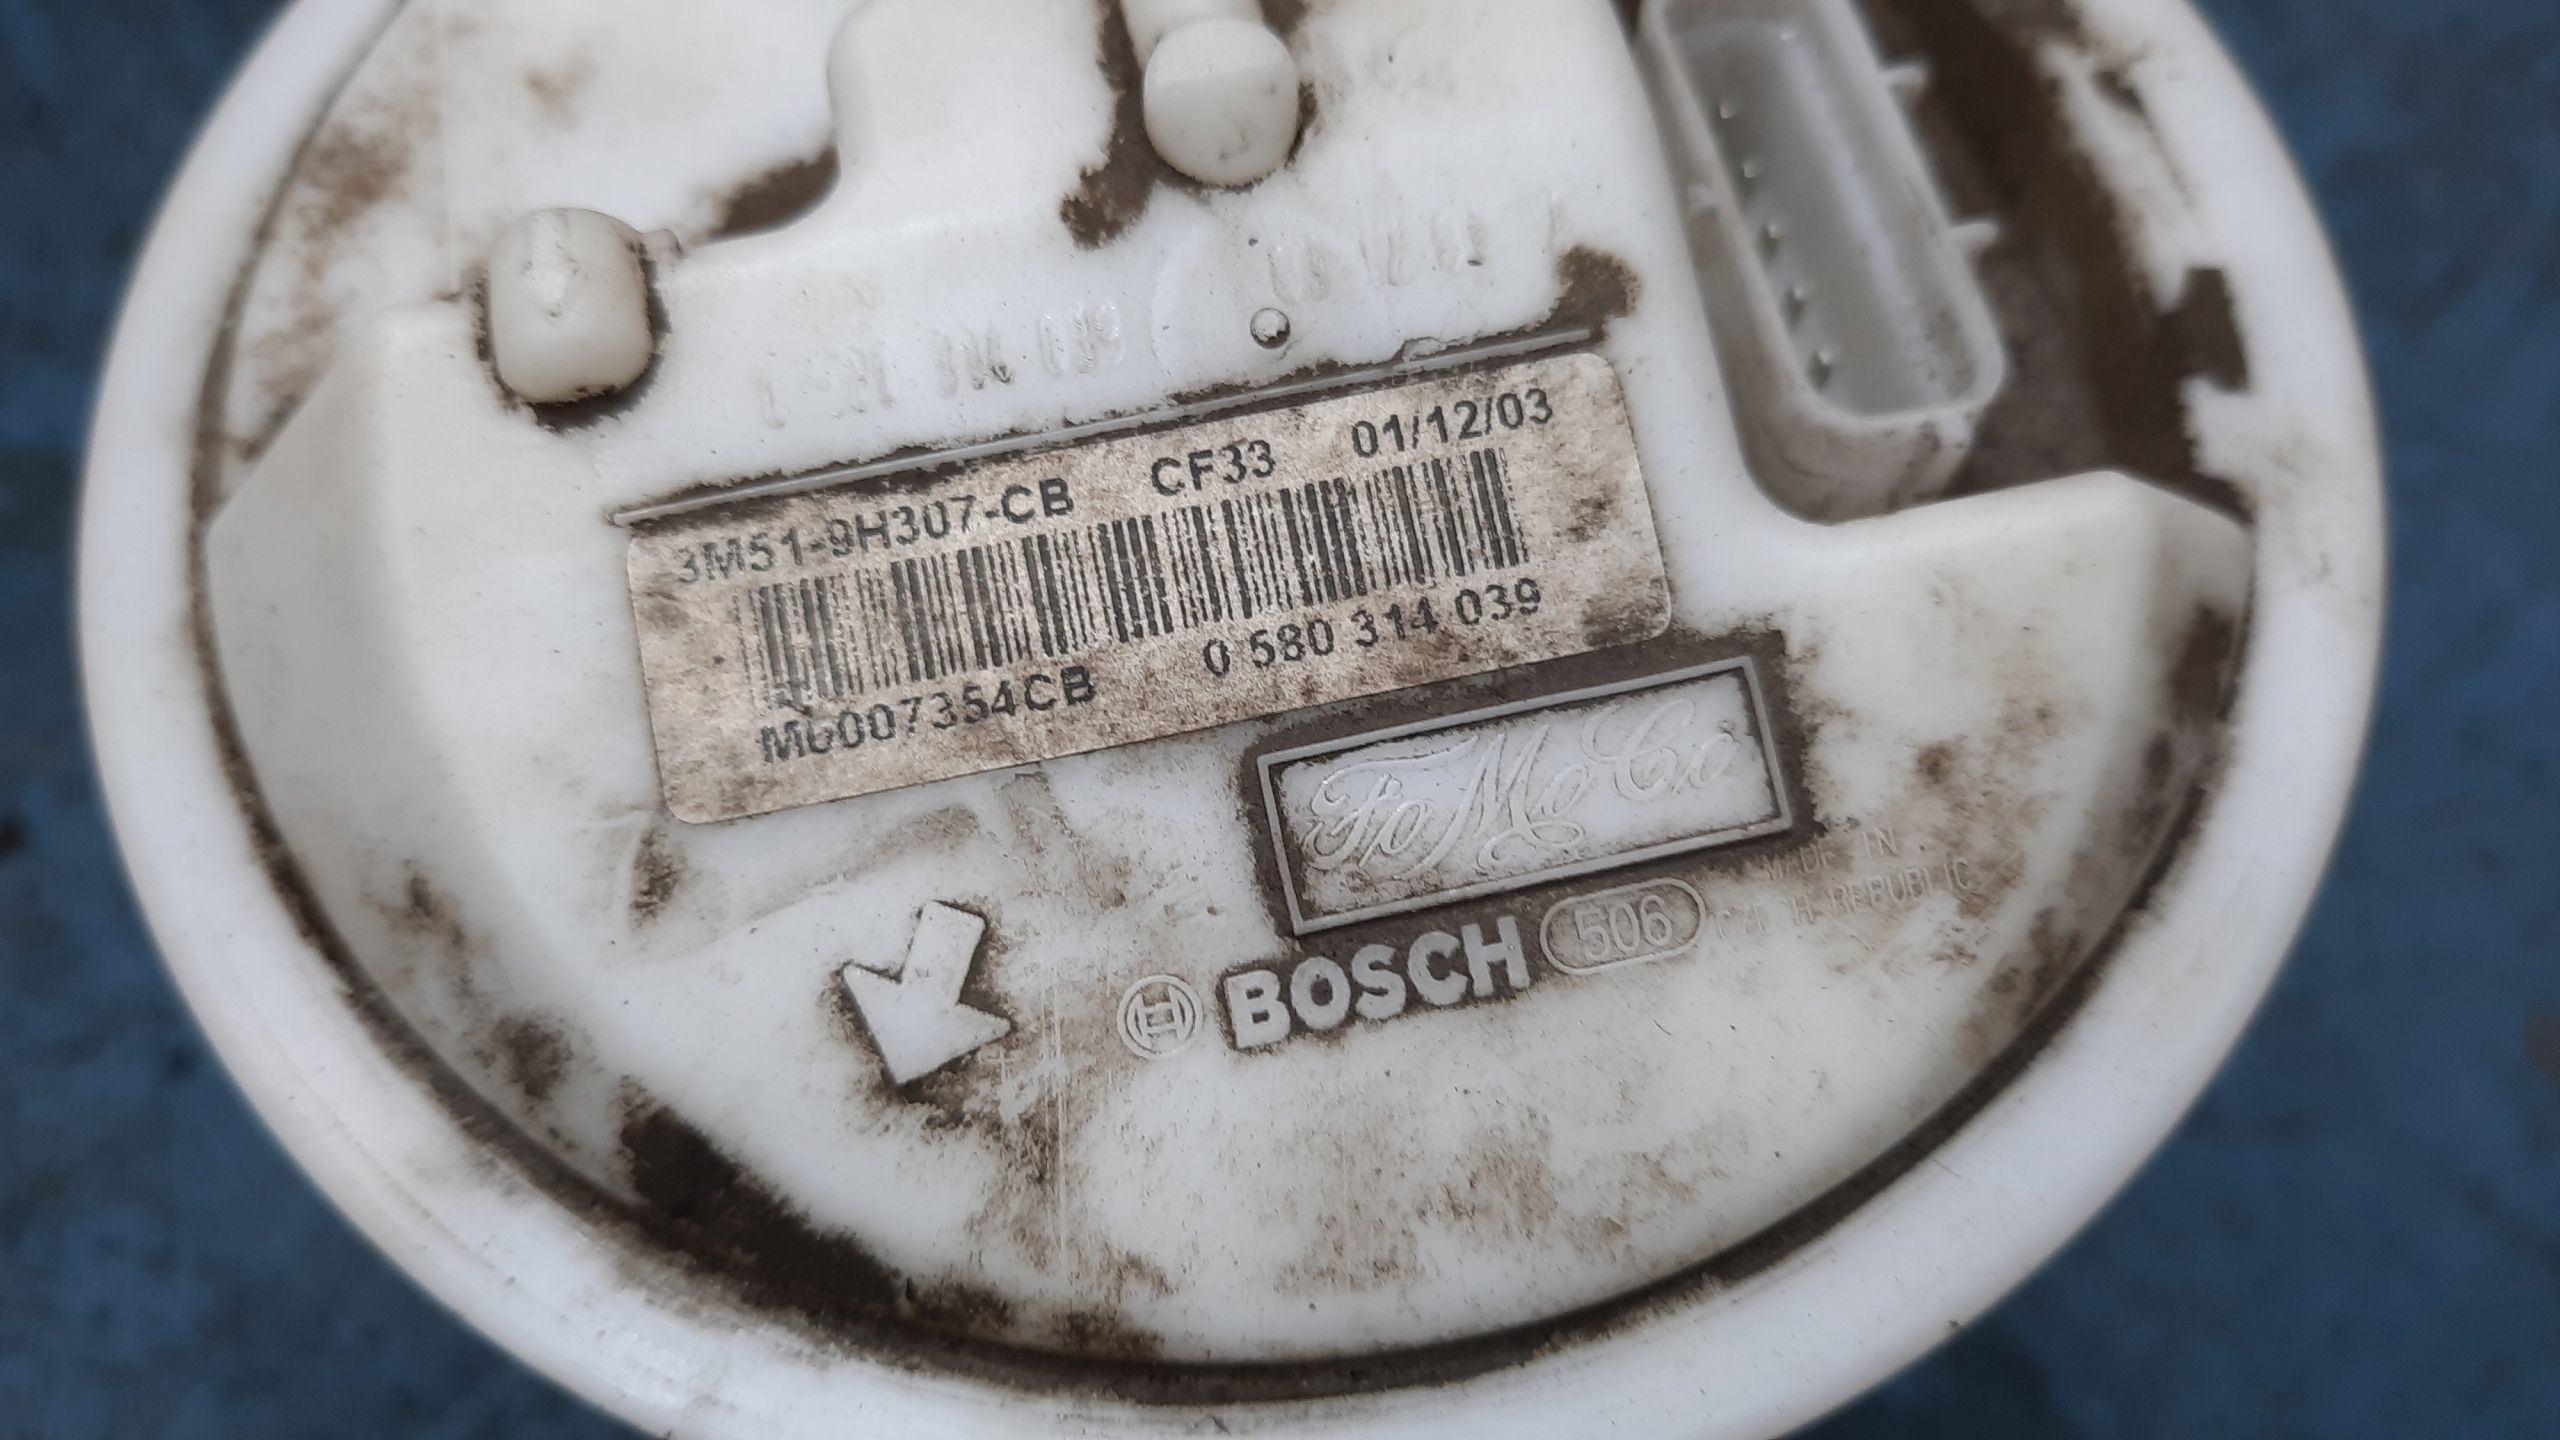 3M51-9H307-CB CF33 01/12/03
M0007354CB 0 580 314 039
FoMoCo
BOSCH 506
MADE IN
CZECH REPUBLIC